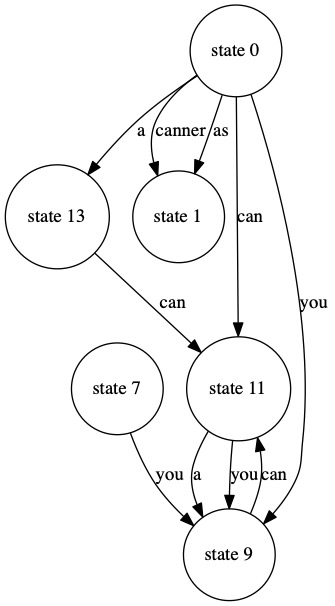 state 0
a
canner
as
state 13
state 1
can
can
you
state 7
state 11
you
a
you
can
state 9